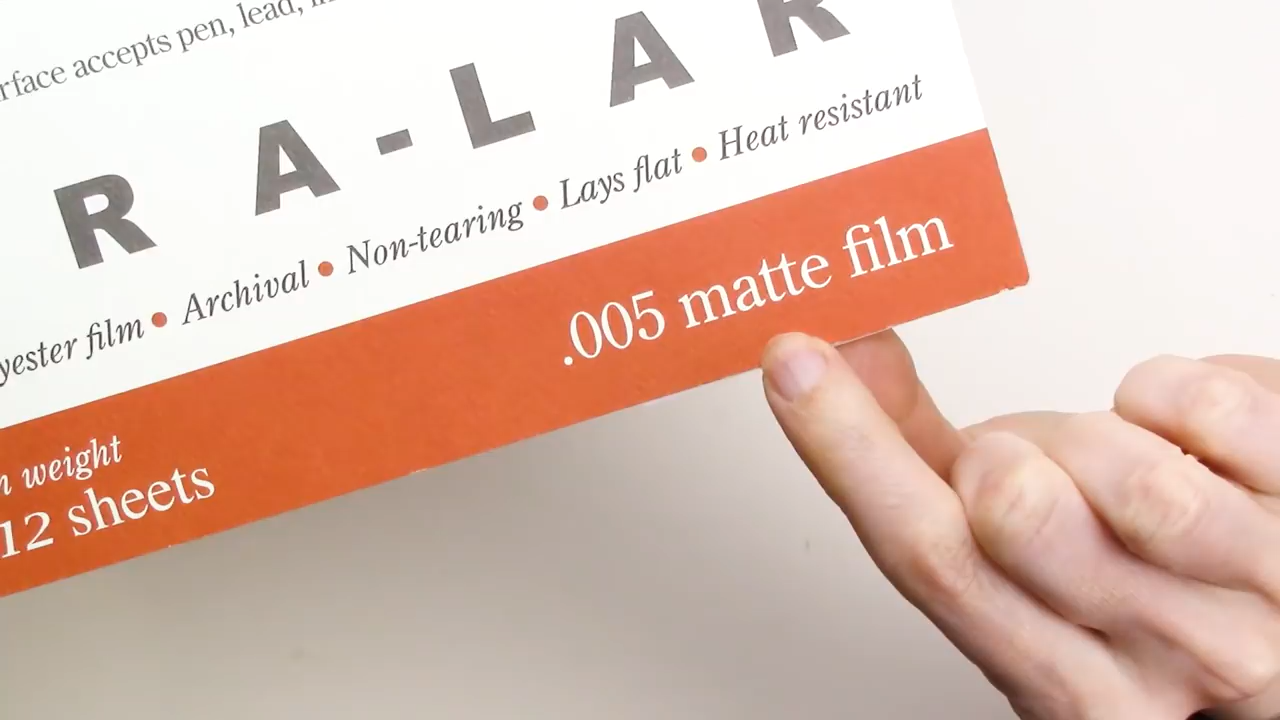 rface accepts pen, lead,
R A-LAR
yester film • Archival • Non-tearing • Lays flat • Heat resistant
.005 matte film
weight
12 sheets